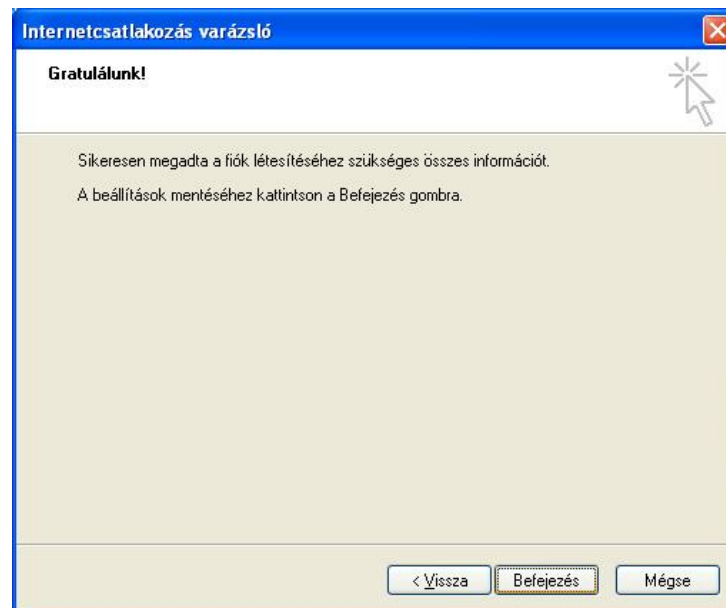 Internetcsatlakozás varázsló
Gratulálunk!
Sikeresen megadta a fiók létesítéséhez szükséges összes információt.
A beállítások mentéséhez kattintson a Befejezés gombra.
< Vissza
Befejezés
Mégse